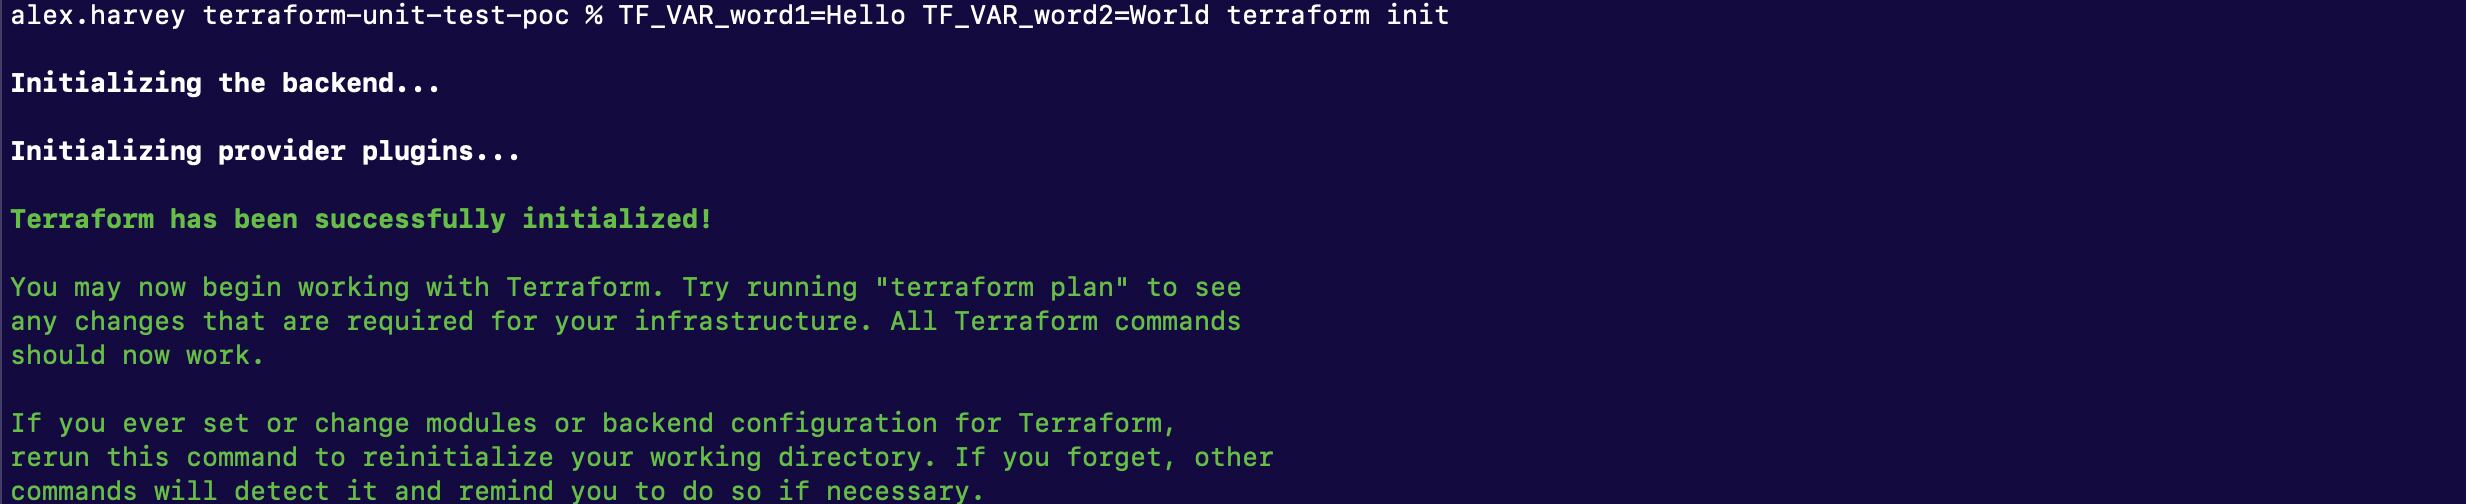 alex.harvey terraform-unit-test-poc % TF_VAR_word1=Hello TF_VAR_word2=World terraform init
Initializing the backend...
Initializing provider plugins...
Terraform has been successfully initialized!
You may now begin working with Terraform. Try running "terraform plan" to see
any changes that are required for your infrastructure. All Terraform commands
should now work.
If you ever set or change modules or backend configuration for Terraform,
rerun this command to reinitialize your working directory. If you forget, other
commands will detect it and remind you to do so if necessary.